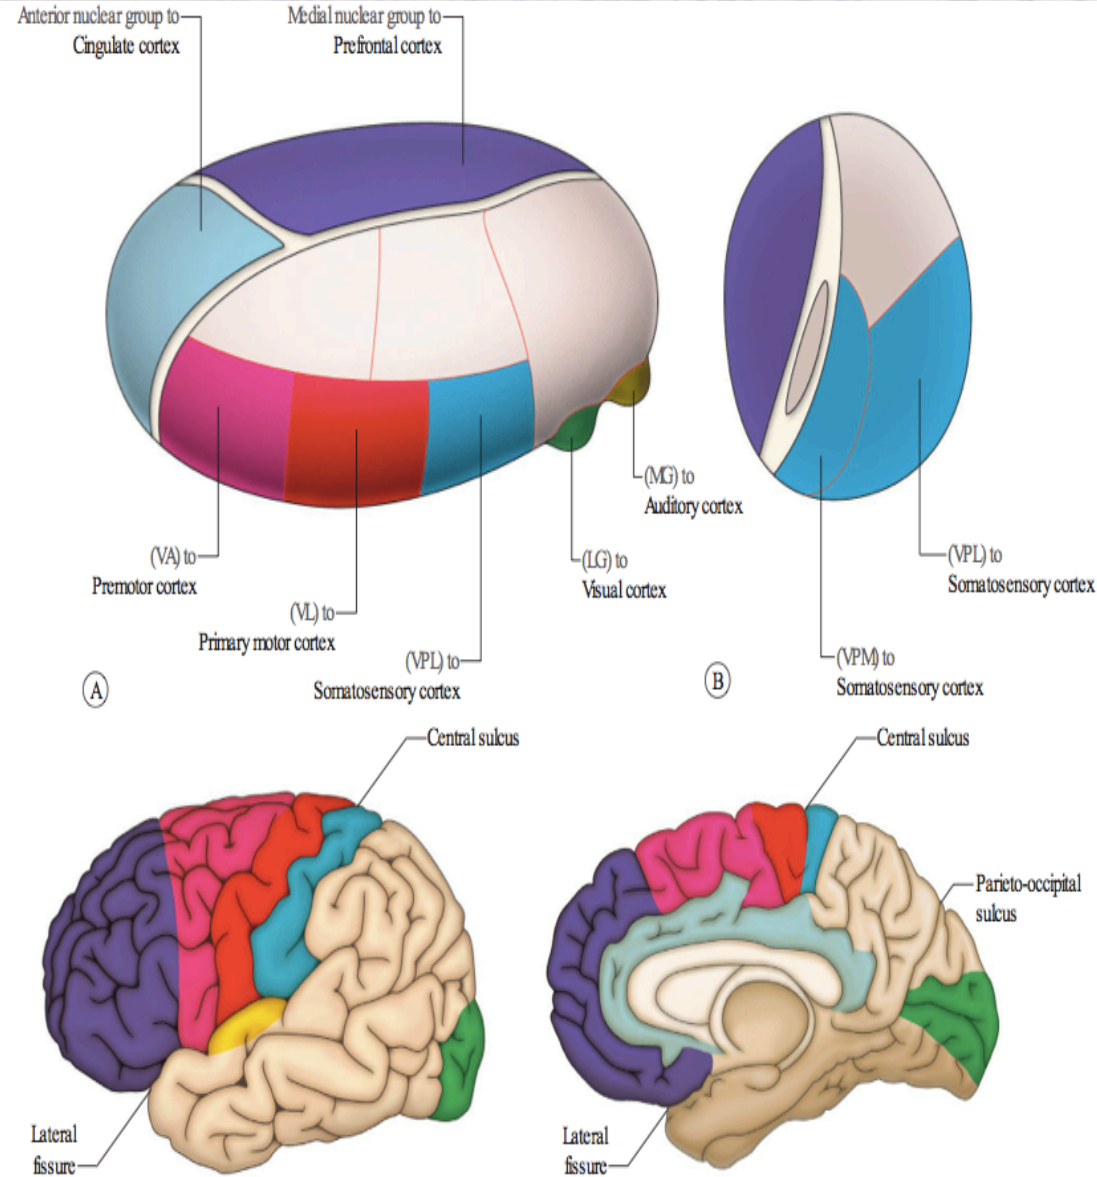 Anterior nuclear group to
Cingulate cortex
Medial nuclear group to
Prefrontal cortex
(MG) to
Auditory cortex
(LG) to
Visual cortex
(VA) to
Premotor cortex
(VL) to
Primary motor cortex
(VPL) to
Somatosensory cortex
A
(VPL) to
Somatosensory cortex
(VPM) to
Somatosensory cortex
B
Central sulcus
Lateral
fissure
Central sulcus
Parieto-occipital
sulcus
Lateral
fissure